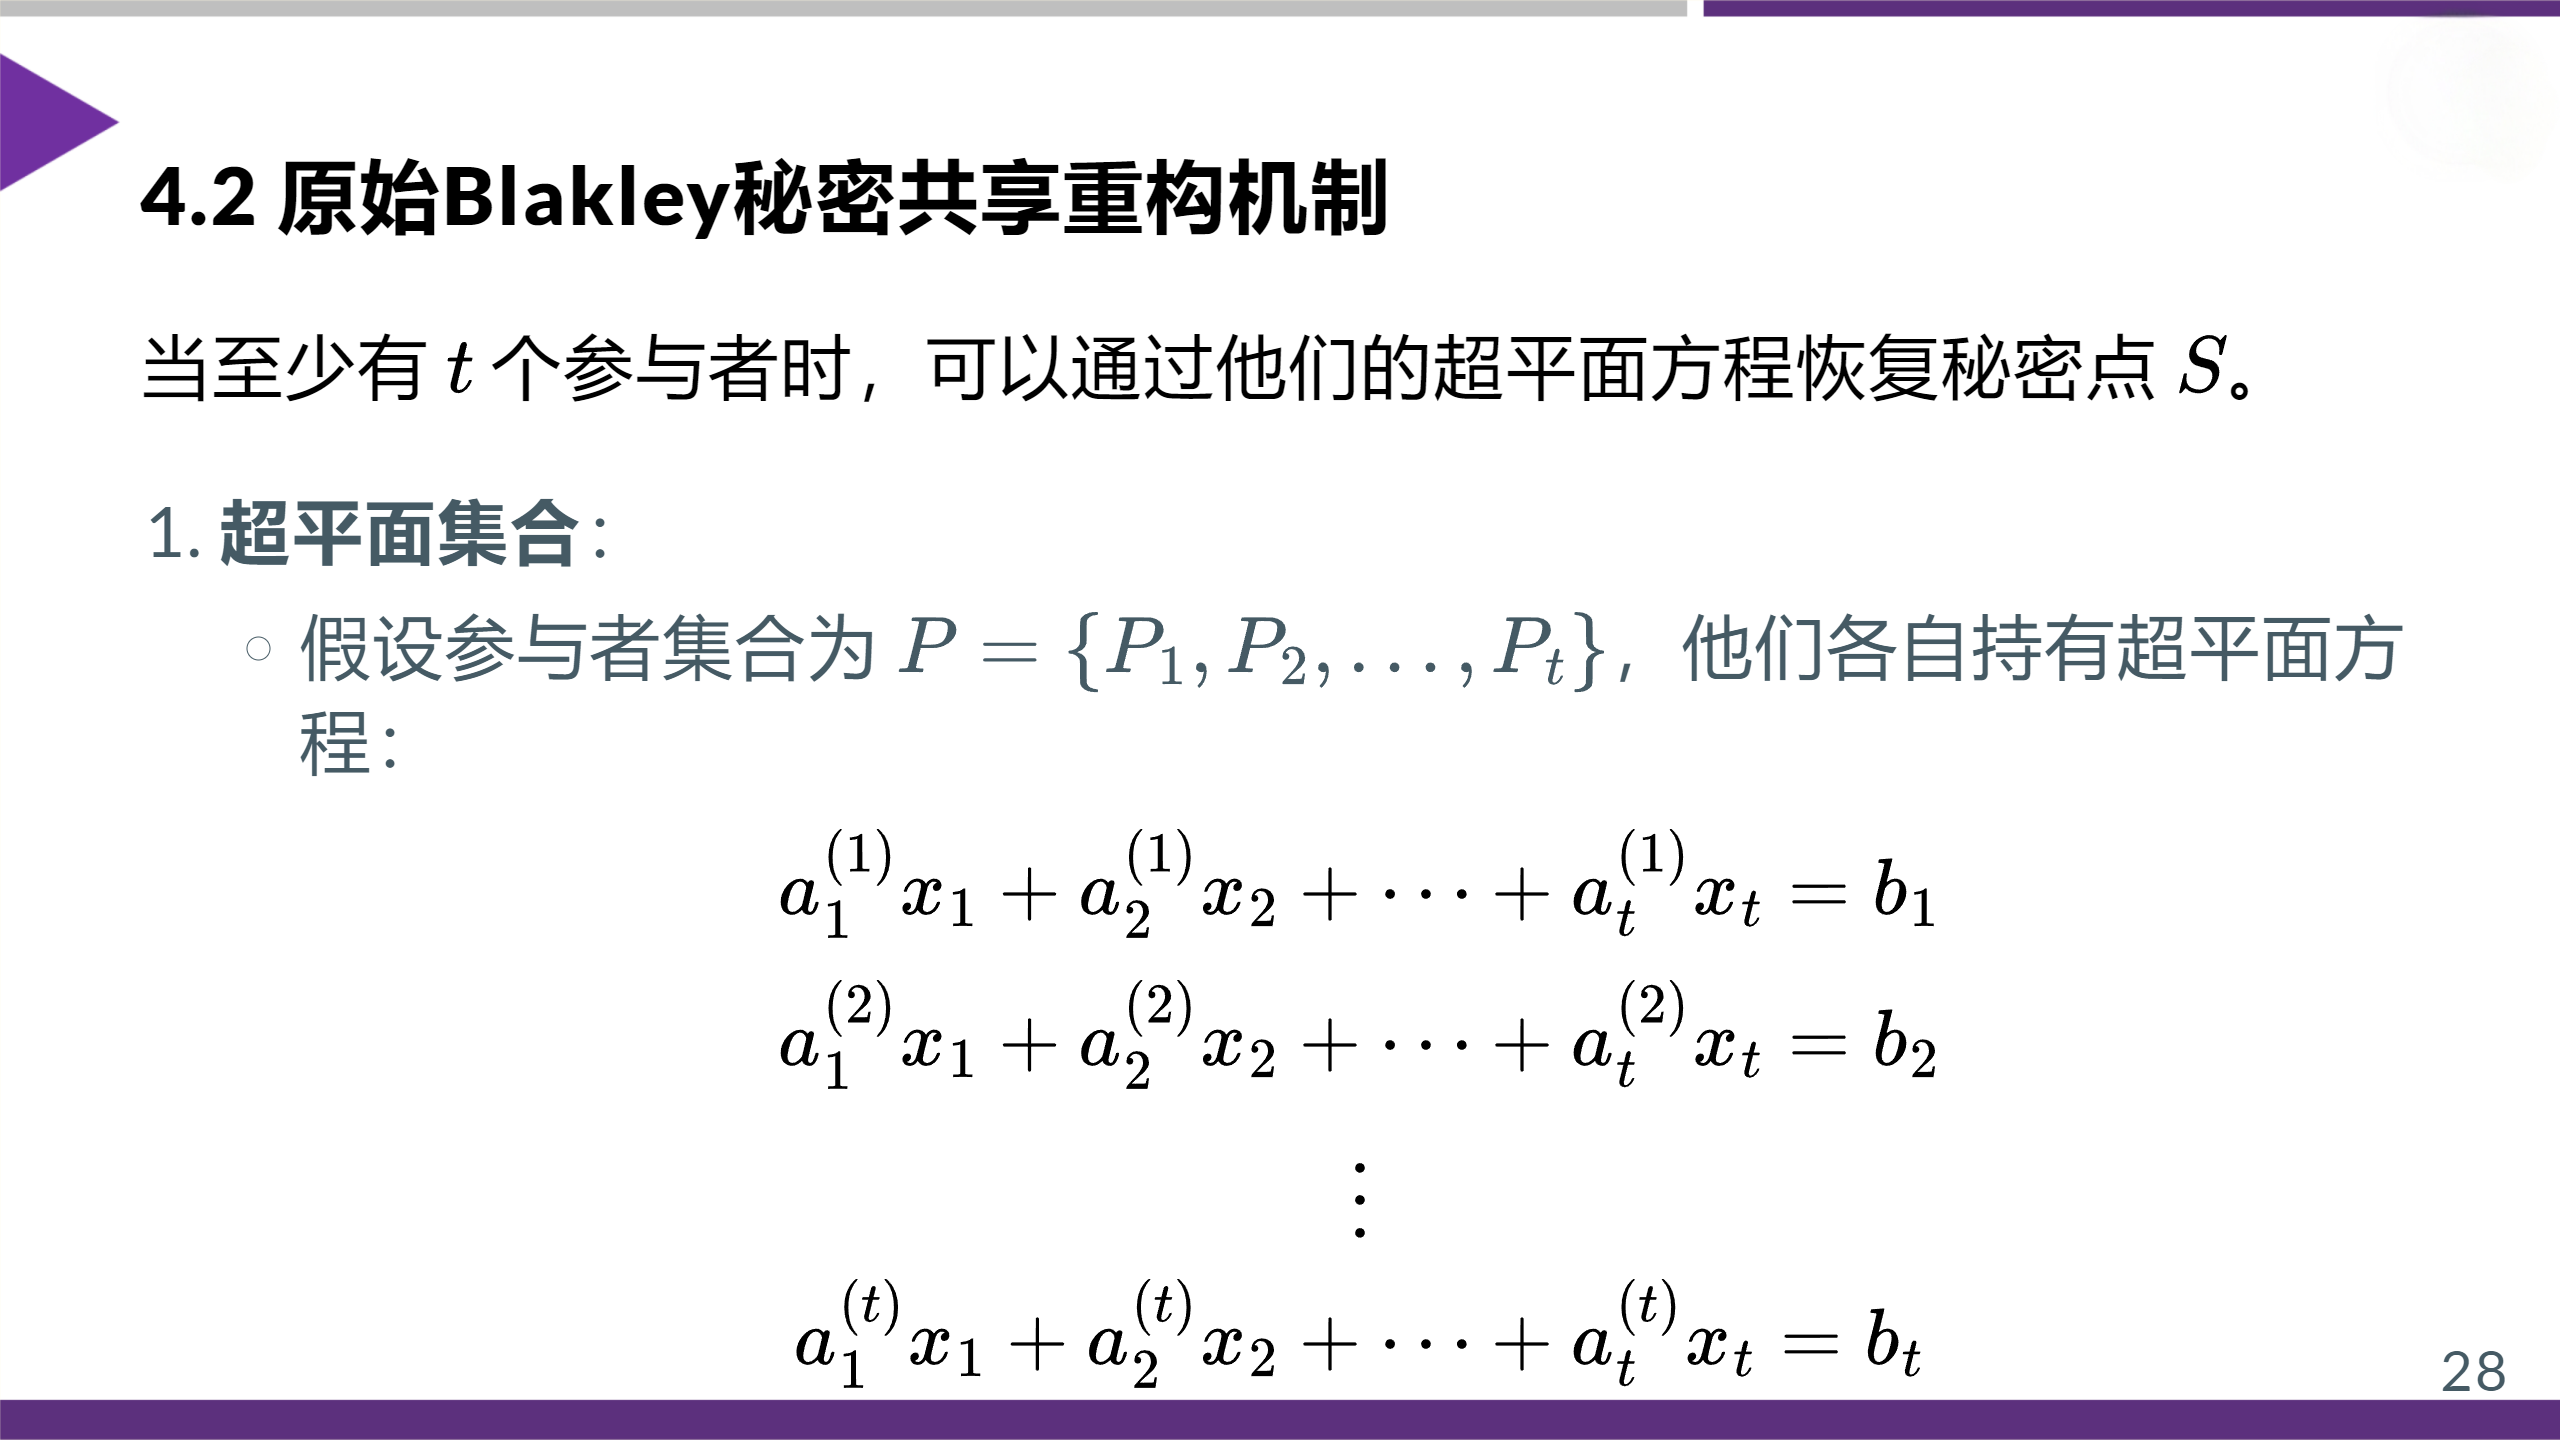 4.2 原始Blakley秘密共享重构机制
当至少有 t 个参与者时，可以通过他们的超平面方程恢复秘密点 S。
1. 超平面集合：
◦ 假设参与者集合为 P = {P₁, P₂, . . . , Pₜ}，他们各自持有超平面方
程：
a₁⁽¹⁾x₁ + a₂⁽¹⁾x₂ + ⋯ + aₜ⁽¹⁾xₜ = b₁
a₁⁽²⁾x₁ + a₂⁽²⁾x₂ + ⋯ + aₜ⁽²⁾xₜ = b₂
⋮
a₁⁽ᵗ⁾x₁ + a₂⁽ᵗ⁾x₂ + ⋯ + aₜ⁽ᵗ⁾xₜ = bₜ
28